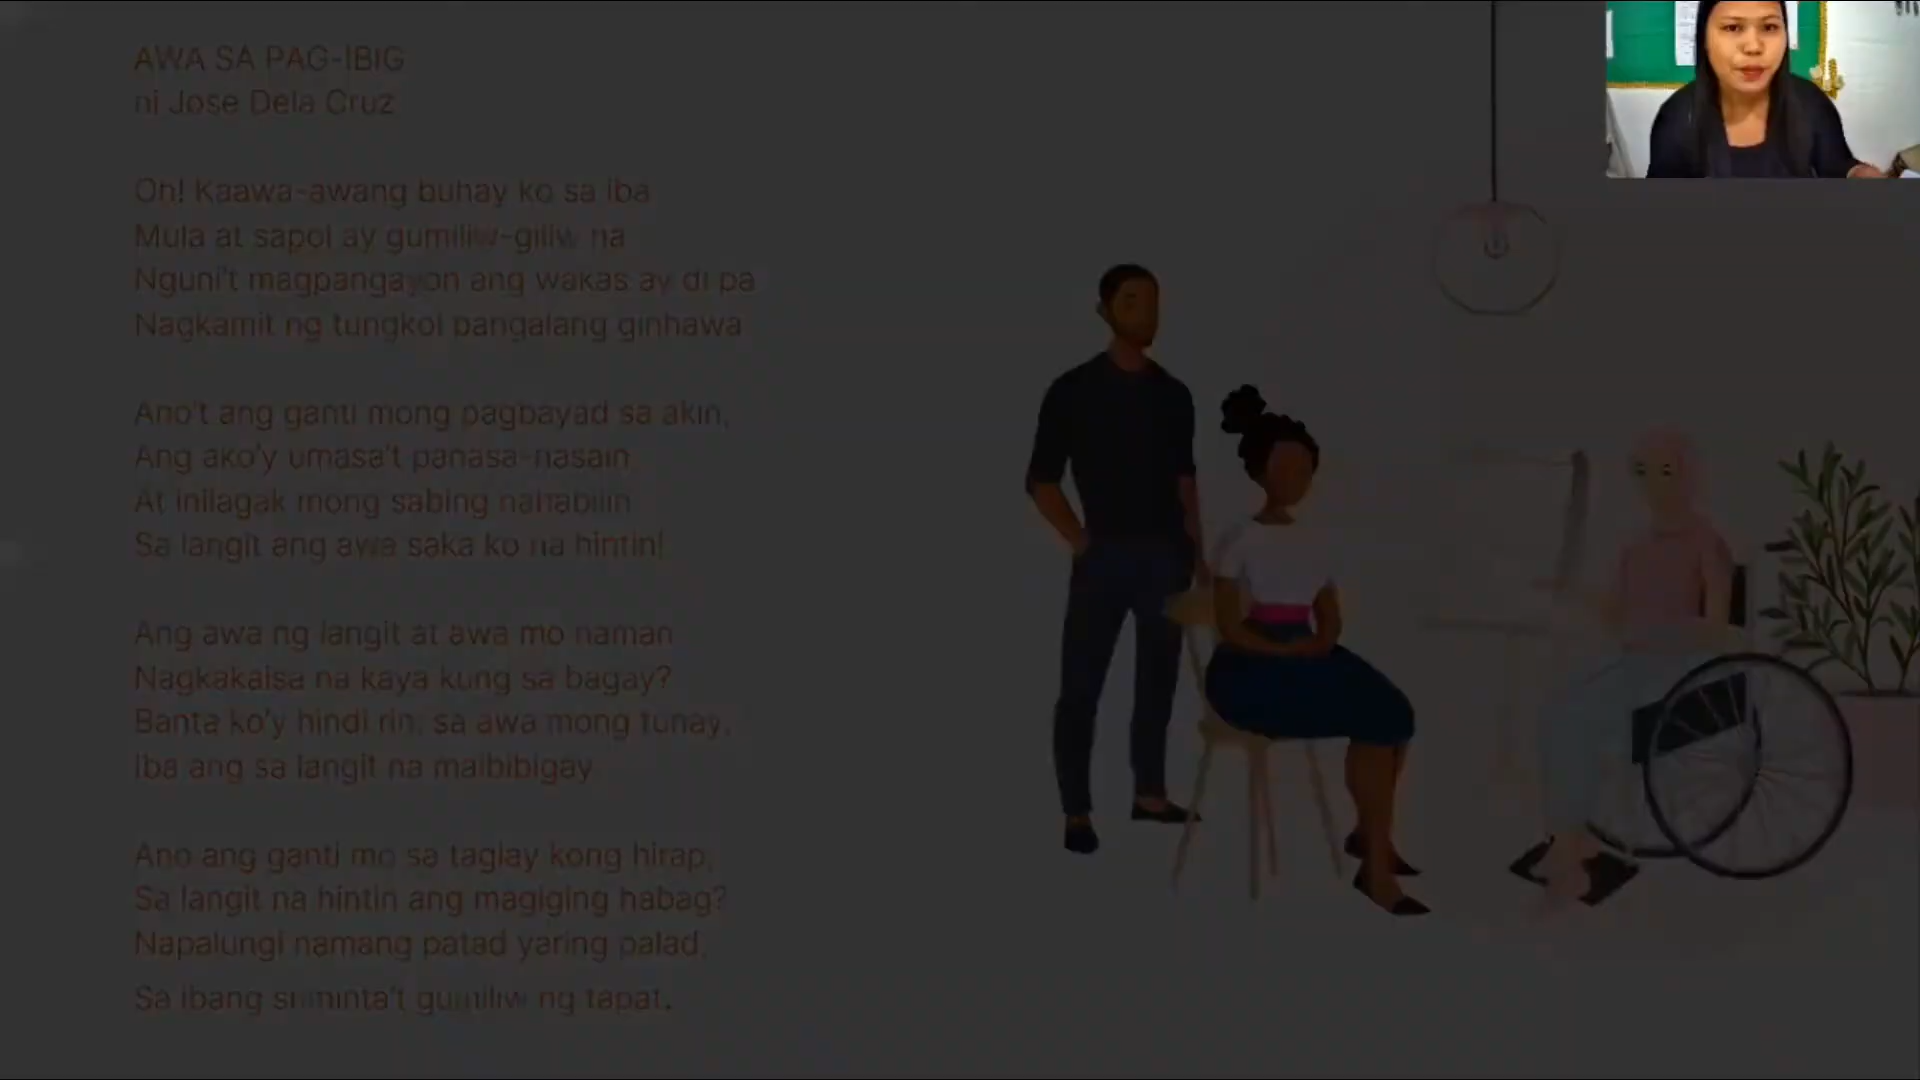 AWA SA PAG-IBIG
ni Jose Dela Cruz
Oh! Kaawa-awang buhay ko sa iba
Mula at sapol ay gumiliw-giliw na
Nguni't magpangayon ang wakas ay di pa
Nagkamit ng tungkol pangalang ginhawa
Ano't ang ganti mong pagbayad sa akin,
Ang ako'y umasa't panasa-nasain,
At inilagak mong sabing nahabilin
Sa langit ang awa saka ko na hintin!
Ang awa ng langit at awa mo naman
Nagkakaisa na kaya kung sa bagay?
Banta ko'y hindi rin, sa awa mong tunay,
Iba ang sa langit na maibibigay
Ano ang ganti mo sa taglay kong hirap,
Sa langit na hintin ang magiging habag?
Napalungi namang patad yaring palad,
Sa ibang suminta't gumiliw ng tapat.